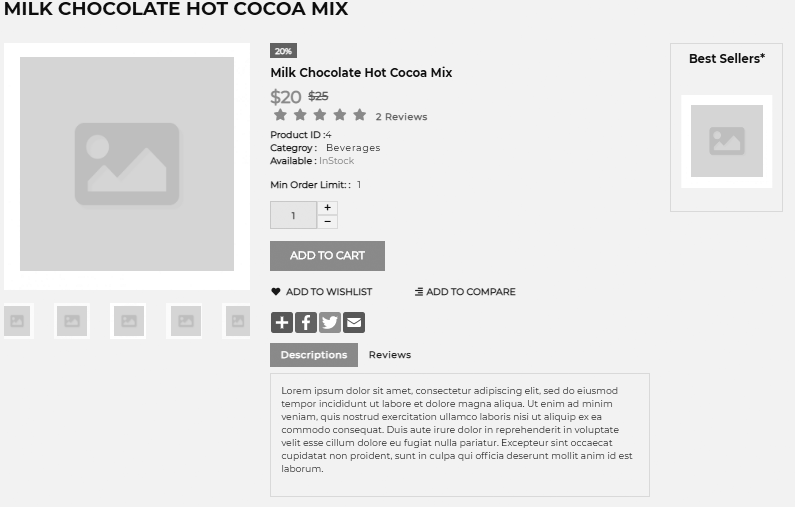 MILK CHOCOLATE HOT COCOA MIX
20%
Milk Chocolate Hot Cocoa Mix
$20 $25
2 Reviews
Product ID :4
Categroy : Beverages
Available : InStock
Min Order Limit: : 1
1 +
−
ADD TO CART
ADD TO WISHLIST ADD TO COMPARE
Descriptions Reviews
Lorem ipsum dolor sit amet, consectetur adipiscing elit, sed do eiusmod
tempor incididunt ut labore et dolore magna aliqua. Ut enim ad minim
veniam, quis nostrud exercitation ullamco laboris nisi ut aliquip ex ea
commodo consequat. Duis aute irure dolor in reprehenderit in voluptate
velit esse cillum dolore eu fugiat nulla pariatur. Excepteur sint occaecat
cupidatat non proident, sunt in culpa qui officia deserunt mollit anim id est
laborum.
Best Sellers*